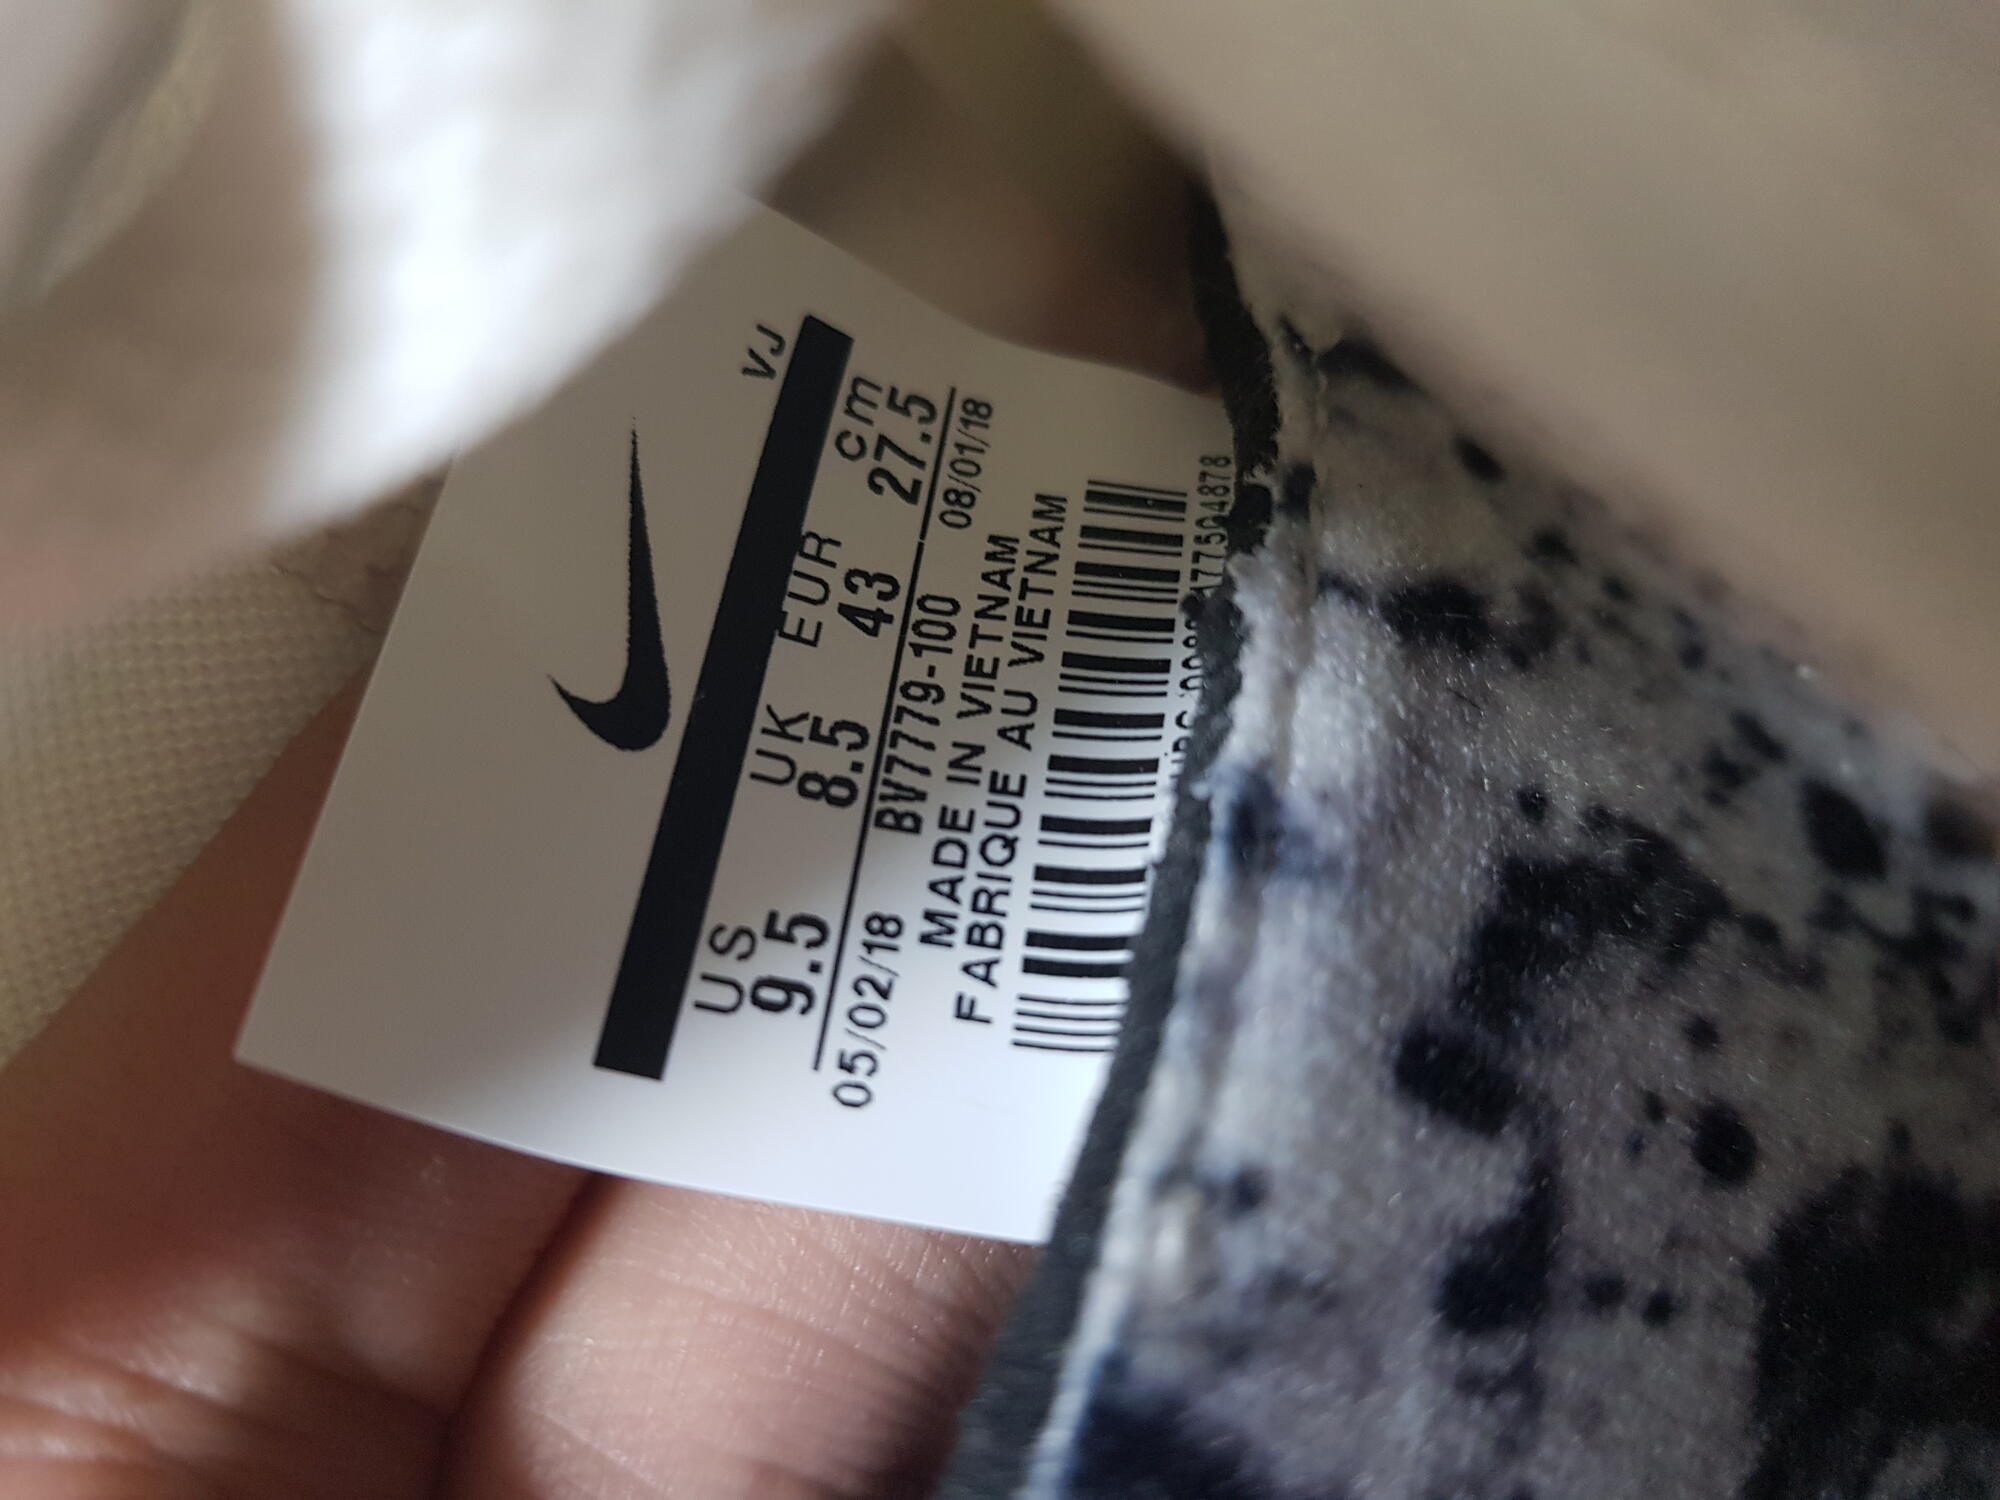 VJ
US UK EUR cm
9.5 8.5 43 27.5
05/02/18 BV7779-100 08/01/18
MADE IN VIETNAM
FABRIQUE AU VIETNAM